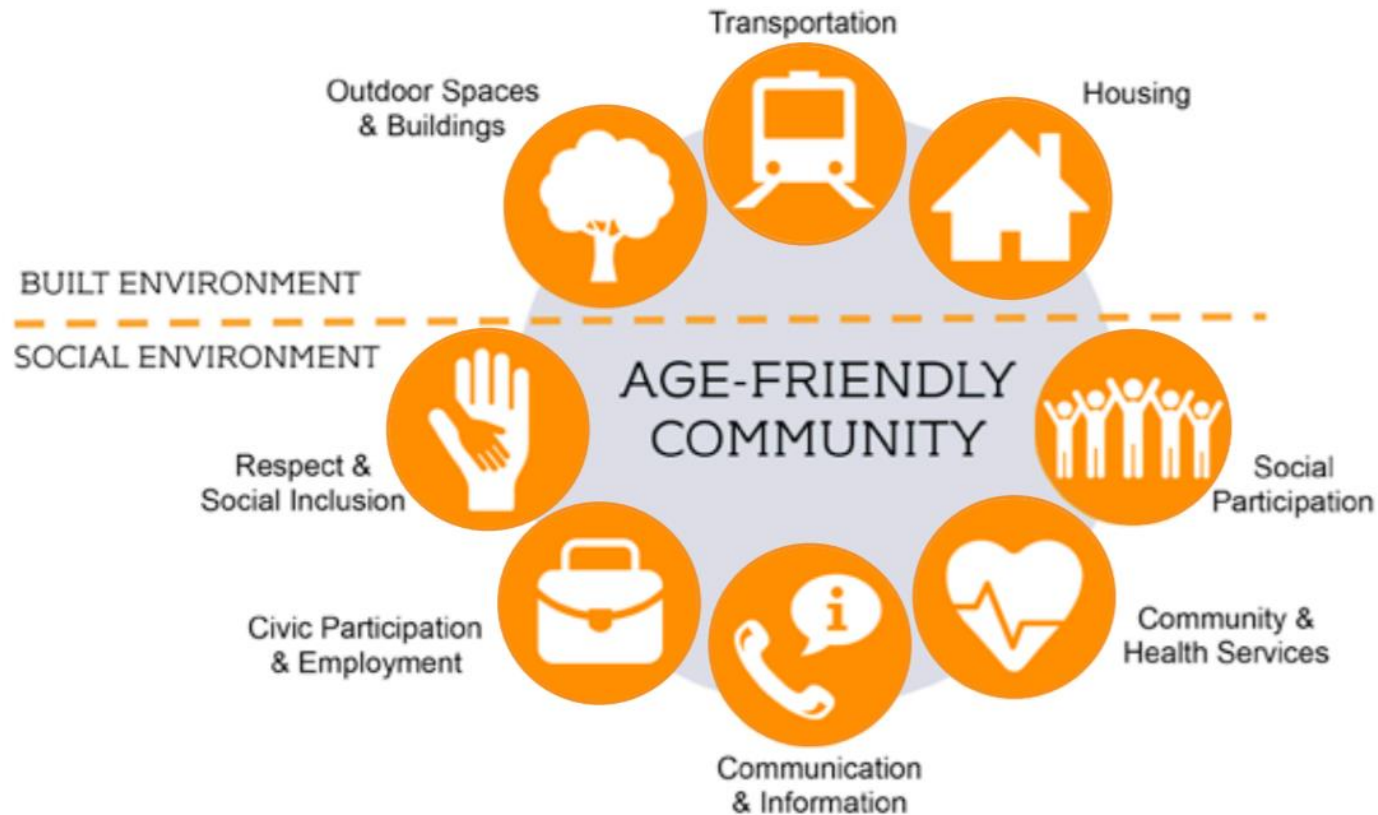 Transportation
Outdoor Spaces
& Buildings
Housing
BUILT ENVIRONMENT
SOCIAL ENVIRONMENT
AGE-FRIENDLY
COMMUNITY
Respect &
Social Inclusion
Social
Participation
Civic Participation
& Employment
i
Community &
Health Services
Communication
& Information